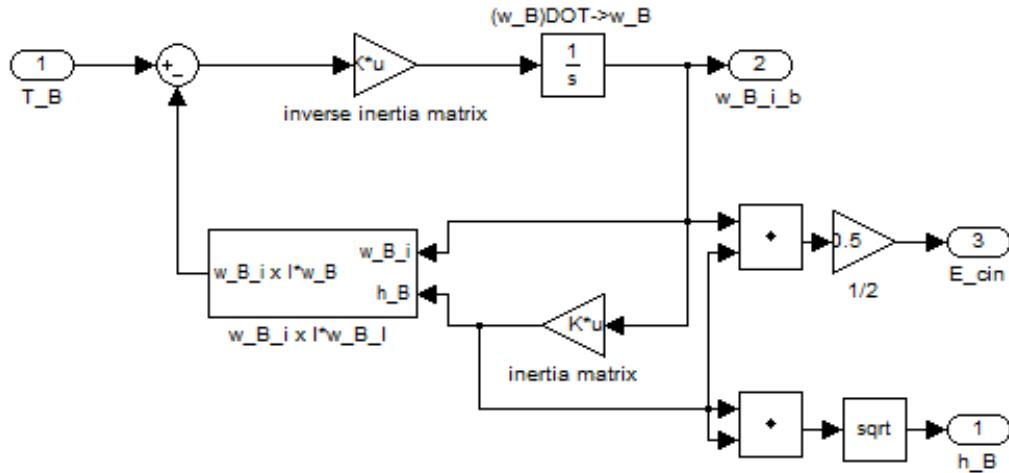 (w_B)DOT->w_B
1
T_B
+
-
K*u
inverse inertia matrix
1
s
2
w_B_i_b
w_B_i x I*w_B
w_B_i
h_B
w_B_i x I*w_B_I
K*u
inertia matrix
0.5
1/2
3
E_cin
sqrt
1
h_B